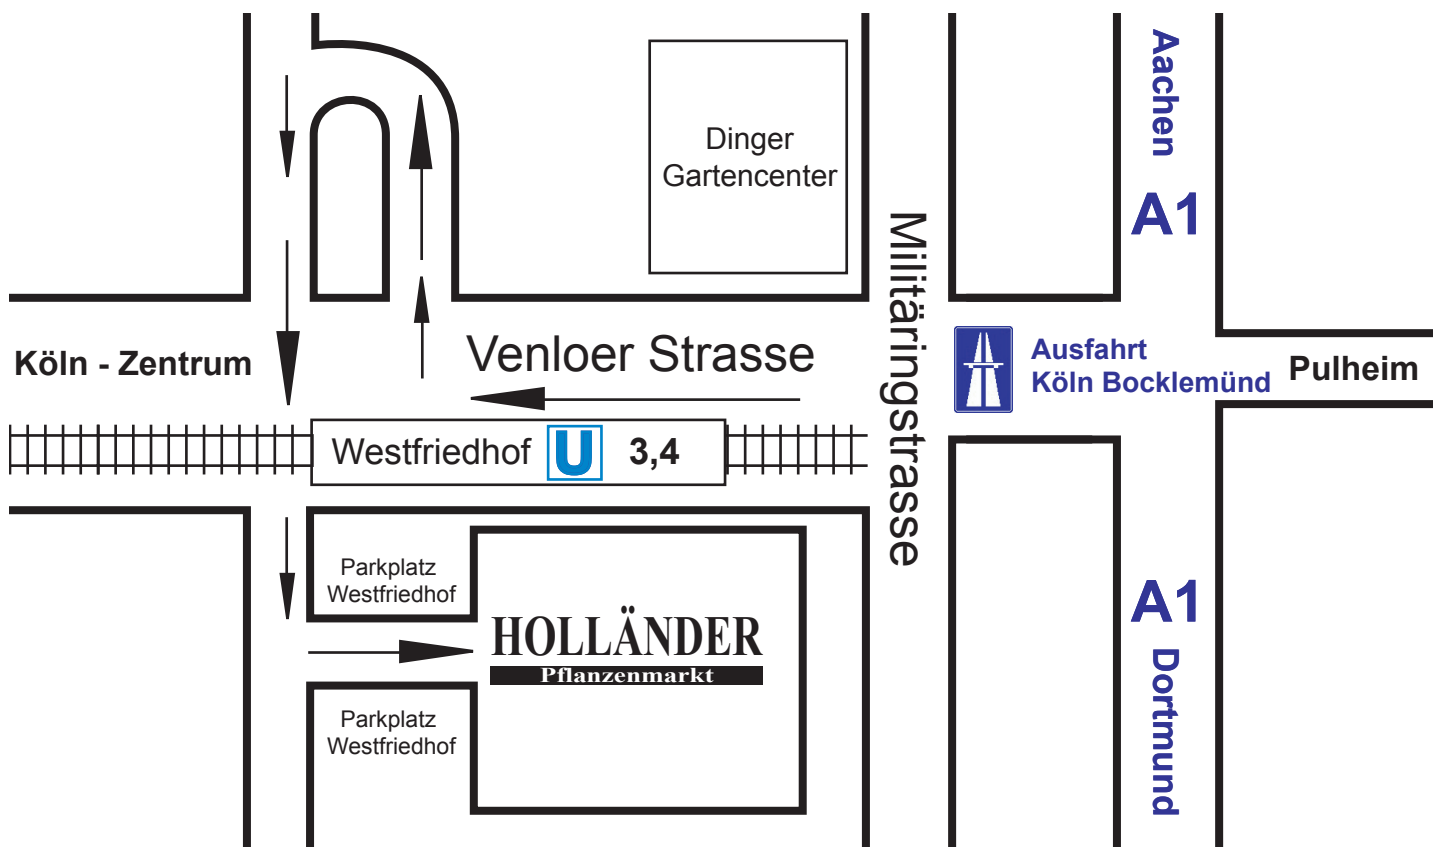 Aachen
A1
Dinger
Gartencenter
Militäringstrasse
Köln - Zentrum
Venloer Strasse
Ausfahrt
Köln Bocklemünd
Pulheim
Westfriedhof U 3,4
Parkplatz
Westfriedhof
HOLLÄNDER
Pflanzenmarkt
A1
Dortmund
Parkplatz
Westfriedhof